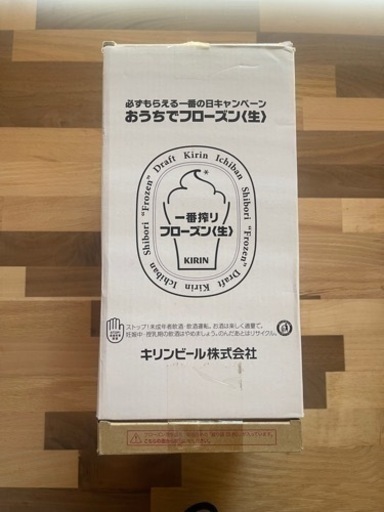 必ずもらえる一番の日キャンペーン
おうちでフローズン〈生〉
"Frozen" Draft Kirin Ichiban Shibori
一番搾り
フローズン〈生〉
KIRIN
"Frozen" Draft Kirin Ichiban Shibori
ストップ!未成年者飲酒・飲酒運転。お酒は楽しく適量で。
妊娠中・授乳期の飲酒はやめましょう。のんだあとはリサイクル。
キリンビール株式会社